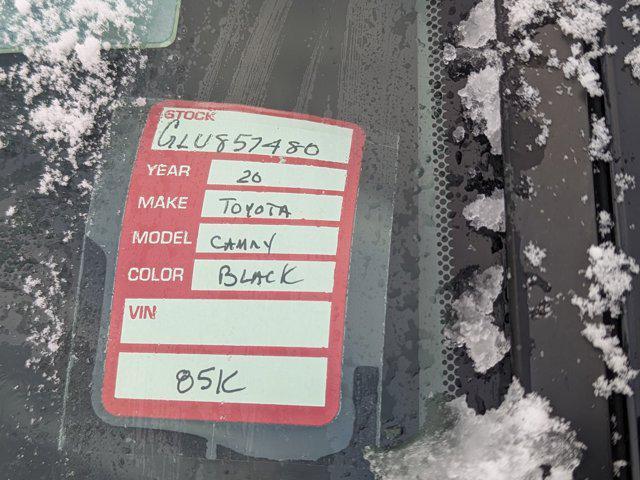 STOCK
GLU857480
YEAR 20
MAKE TOYOTA
MODEL CAMRY
COLOR BLACK
VIN
85K